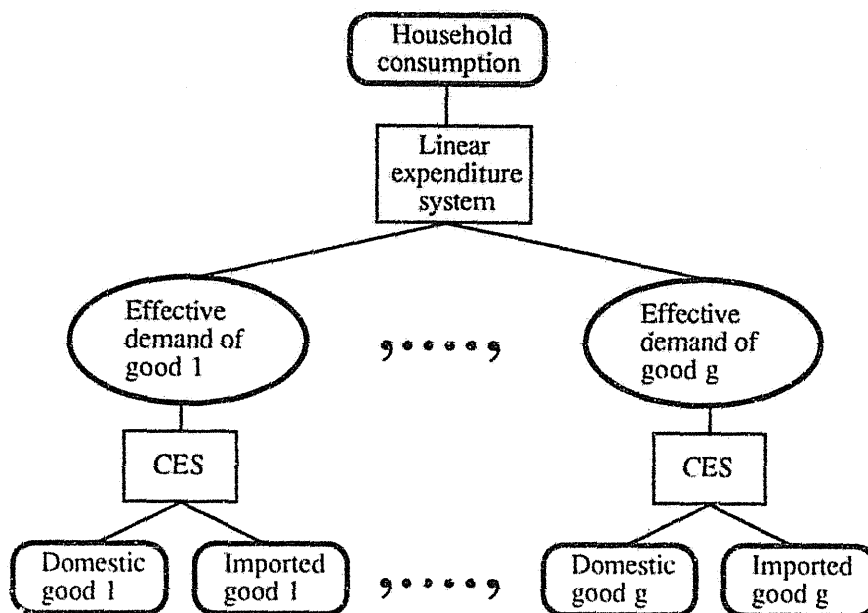 Household
consumption
Linear
expenditure
system
Effective
demand of
good 1
,.....,
Effective
demand of
good g
CES
CES
Domestic
good 1
Imported
good 1
,.....,
Domestic
good g
Imported
good g